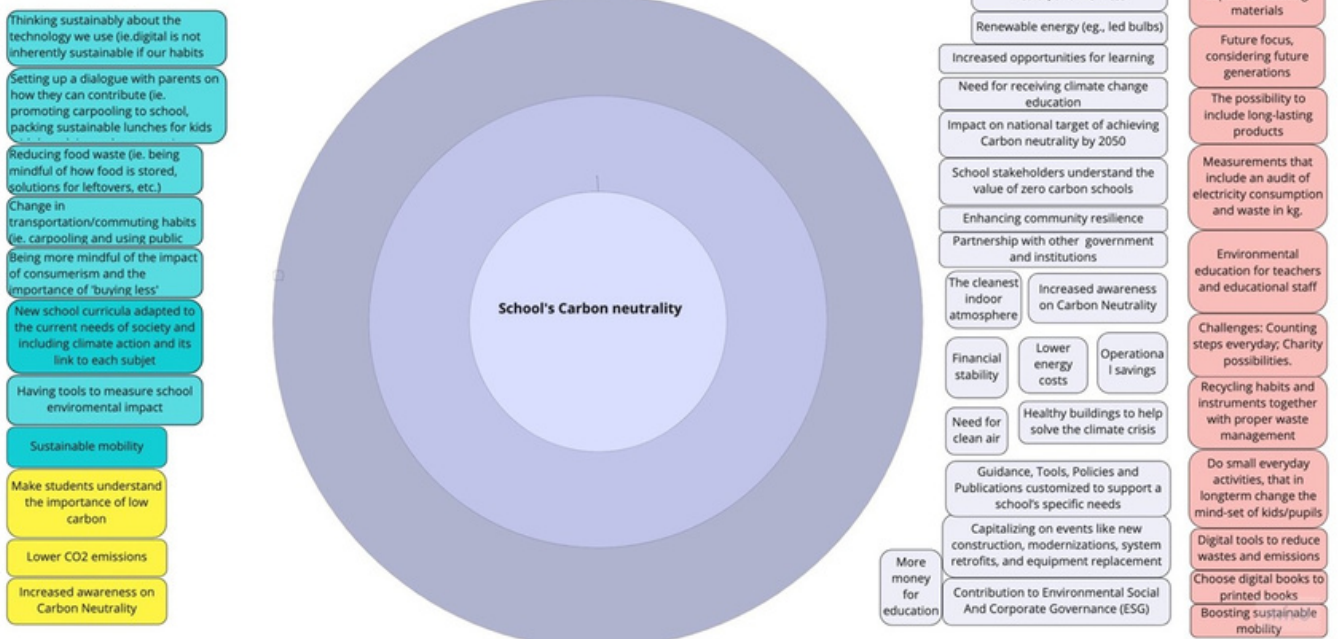 Thinking sustainably about the
technology we use (ie.digital is not
inherently sustainable if our habits
Setting up a dialogue with parents on
how they can contribute (ie.
promoting carpooling to school,
packing sustainable lunches for kids
Reducing food waste (ie. being
mindful of how food is stored,
solutions for leftovers, etc.)
Change in
transportation/commuting habits
(ie. carpooling and using public
Being more mindful of the impact
of consumerism and the
importance of 'buying less'
New school curricula adapted to
the current needs of society and
including climate action and its
link to each subjet
Having tools to measure school
enviromental impact
Sustainable mobility
Make students understand
the importance of low
carbon
Lower CO2 emissions
Increased awareness on
Carbon Neutrality
School's Carbon neutrality
Renewable energy (eg., led bulbs)
Increased opportunities for learning
Need for receiving climate change
education
Impact on national target of achieving
Carbon neutrality by 2050
School stakeholders understand the
value of zero carbon schools
Enhancing community resilience
Partnership with other government
and institutions
The cleanest
indoor
atmosphere
Increased awareness
on Carbon Neutrality
Financial
stability
Lower
energy
costs
Operationa
l savings
Need for
clean air
Healthy buildings to help
solve the climate crisis
Guidance, Tools, Policies and
Publications customized to support a
school's specific needs
Capitalizing on events like new
construction, modernizations, system
retrofits, and equipment replacement
More
money
for
education
Contribution to Environmental Social
And Corporate Governance (ESG)
materials
Future focus,
considering future
generations
The possibility to
include long-lasting
products
Measurements that
include an audit of
electricity consumption
and waste in kg.
Environmental
education for teachers
and educational staff
Challenges: Counting
steps everyday; Charity
possibilities.
Recycling habits and
instruments together
with proper waste
management
Do small everyday
activities, that in
longterm change the
mind-set of kids/pupils
Digital tools to reduce
wastes and emissions
Choose digital books to
printed books
Boosting sustainable
mobility